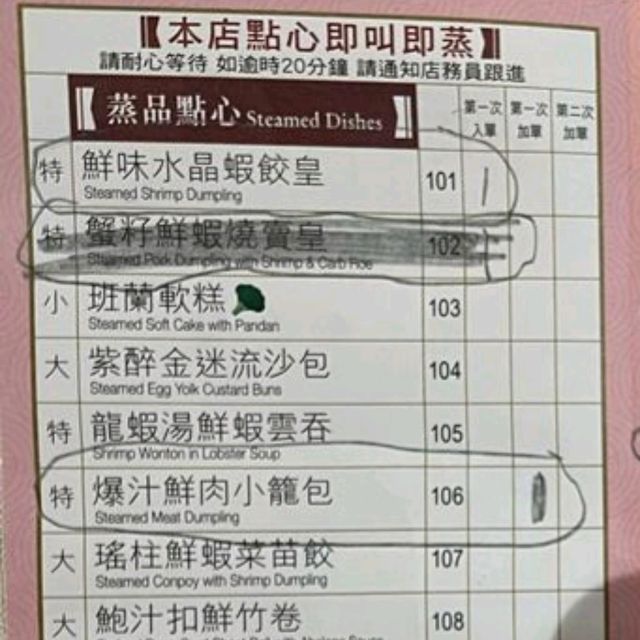 【本店點心即叫即蒸】
請耐心等待 如逾時20分鐘 請通知店務員跟進
【蒸品點心 Steamed Dishes】 第一次入單 第一次加單 第二次加單
特 鮮味水晶蝦餃皇 101
Steamed Shrimp Dumpling
特 蟹籽鮮蝦燒賣皇 102
Steamed Pork Dumpling with Shrimp & Carb Roe
小 班蘭軟糕 103
Steamed Soft Cake with Pandan
大 紫醉金迷流沙包 104
Steamed Egg Yolk Custard Buns
特 龍蝦湯鮮蝦雲吞 105
Shrimp Wonton in Lobster Soup
特 爆汁鮮肉小籠包 106
Steamed Meat Dumpling
大 瑤柱鮮蝦菜苗餃 107
Steamed Conpoy with Shrimp Dumpling
大 鮑汁扣鮮竹卷 108